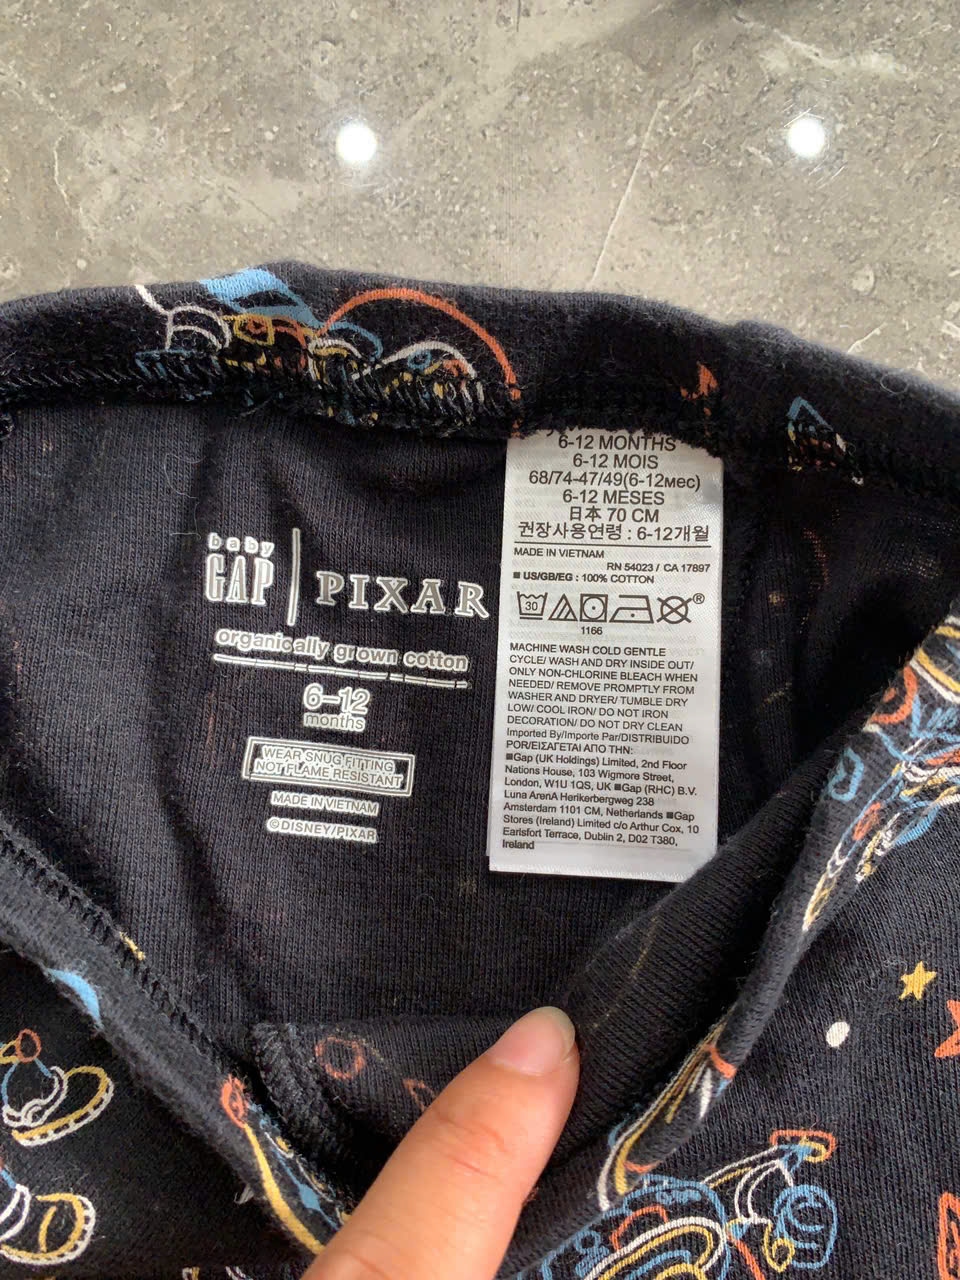 baby
GAP | PIXAR
organically grown cotton
6–12
months
WEAR SNUG FITTING
NOT FLAME RESISTANT
MADE IN VIETNAM
©DISNEY/PIXAR
6-12 MONTHS
6-12 MOIS
68/74-47/49(6-12мес)
6-12 MESES
日本 70 CM
권장사용연령 : 6-12개월
MADE IN VIETNAM
RN 54023 / CA 17897
■ US/GB/EG : 100% COTTON
30
®
1166
MACHINE WASH COLD GENTLE
CYCLE/ WASH AND DRY INSIDE OUT/
ONLY NON-CHLORINE BLEACH WHEN
NEEDED/ REMOVE PROMPTLY FROM
WASHER AND DRYER/ TUMBLE DRY
LOW/ COOL IRON/ DO NOT IRON
DECORATION/ DO NOT DRY CLEAN
Imported By/Importe Par/DISTRIBUIDO
POR/ΕΙΣΑΓΕΤΑΙ ΑΠΟ ΤΗΝ:
■Gap (UK Holdings) Limited, 2nd Floor
Nations House, 103 Wigmore Street,
London, W1U 1QS, UK ■Gap (RHC) B.V.
Luna ArenA Herikerbergweg 238
Amsterdam 1101 CM, Netherlands ■Gap
Stores (Ireland) Limited c/o Arthur Cox, 10
Earlsfort Terrace, Dublin 2, D02 T380,
Ireland